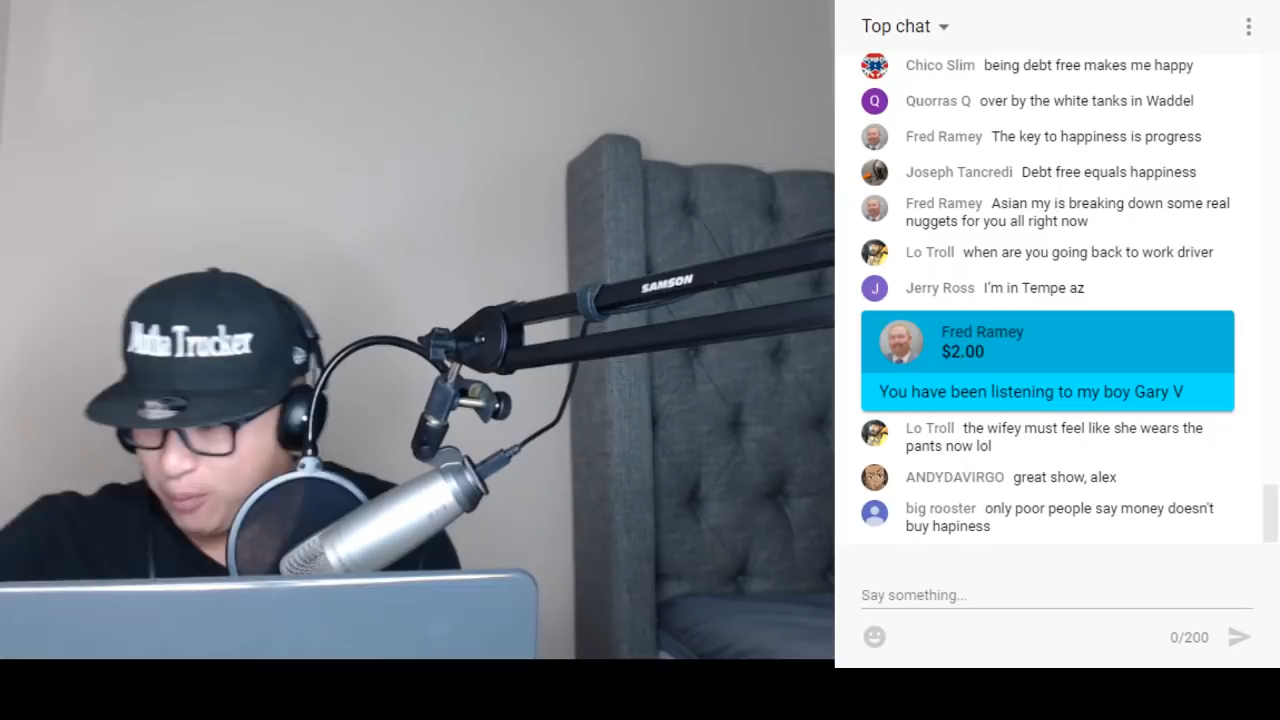 Top chat
Chico Slim being debt free makes me happy
Q Quorras Q over by the white tanks in Waddel
Fred Ramey The key to happiness is progress
Joseph Tancredi Debt free equals happiness
Fred Ramey Asian my is breaking down some real
nuggets for you all right now
Lo Troll when are you going back to work driver
J Jerry Ross I'm in Tempe az
Fred Ramey
$2.00
You have been listening to my boy Gary V
Lo Troll the wifey must feel like she wears the
pants now lol
ANDYDAVIRGO great show, alex
big rooster only poor people say money doesn't
buy hapiness
Say something...
0/200
SAMSON
Trucker